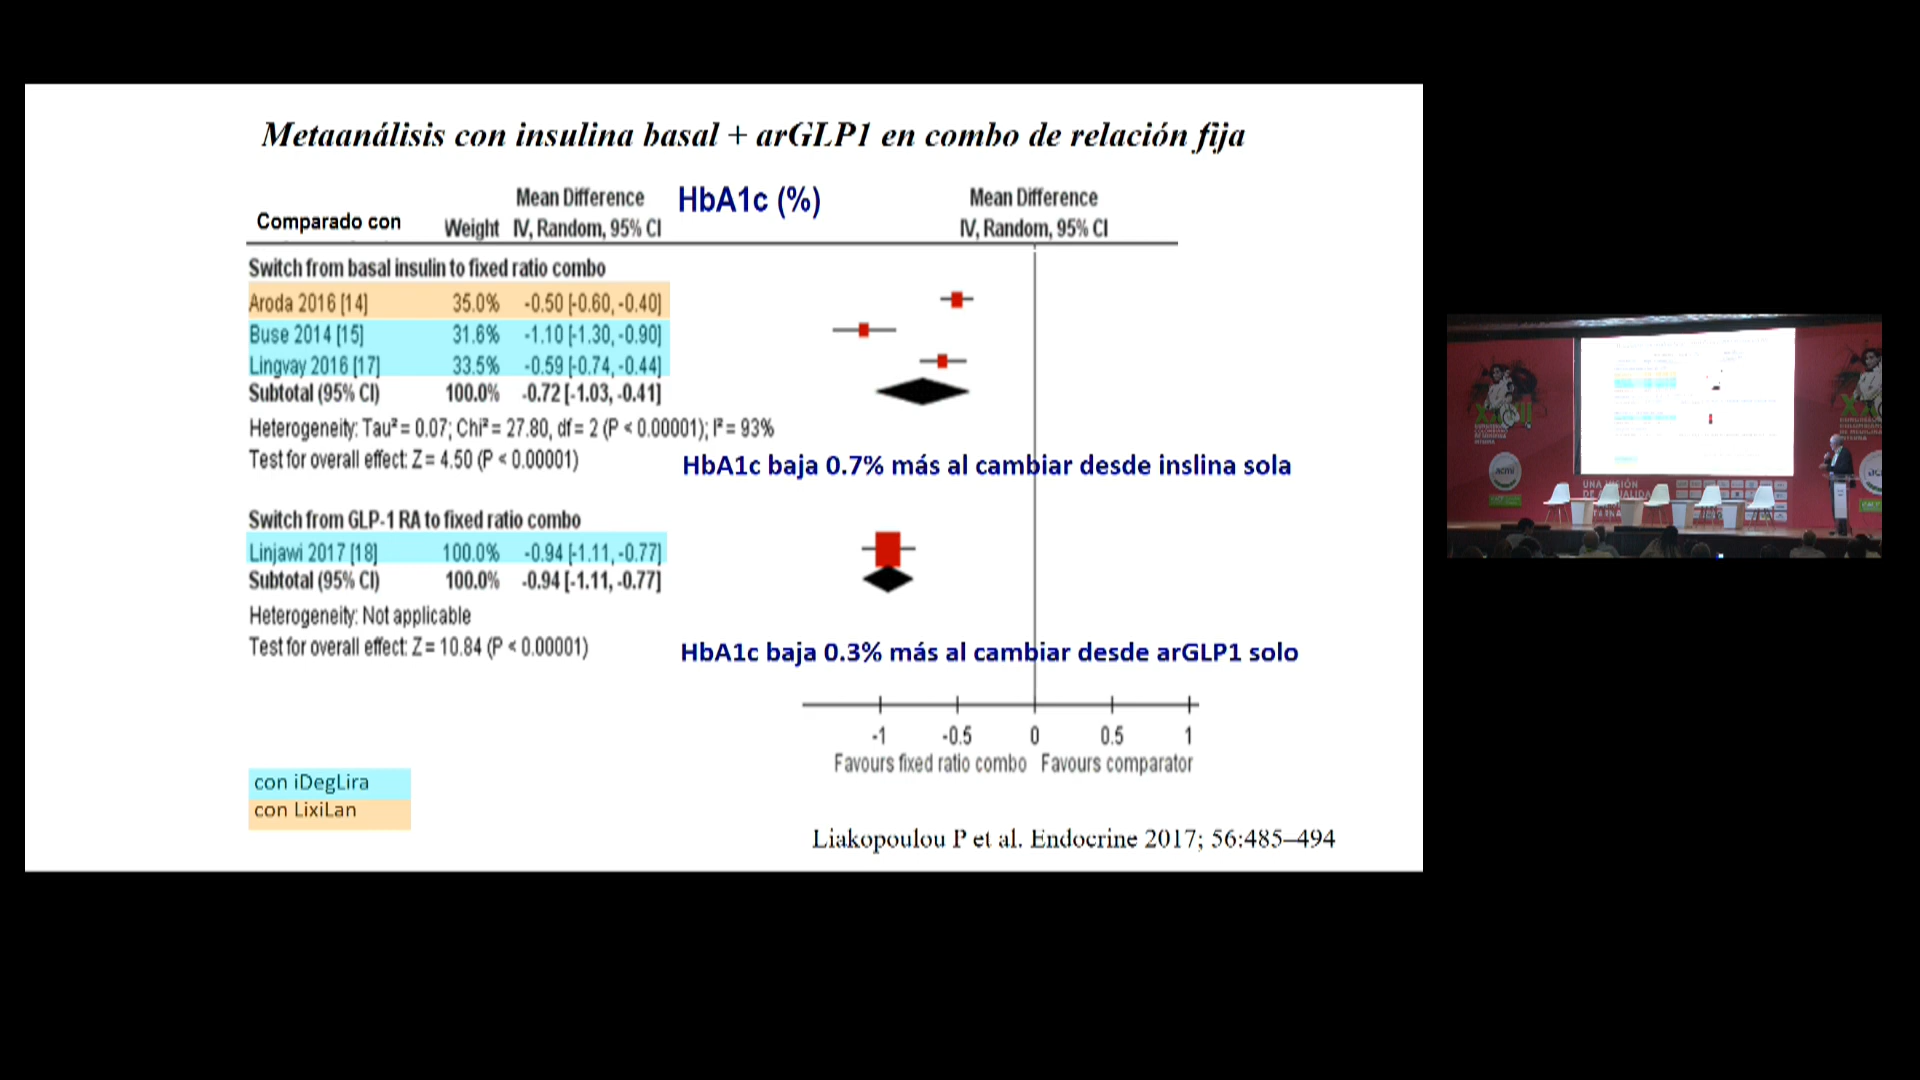 Metaanálisis con insulina basal + arGLP1 en combo de relación fija
Mean Difference
HbA1c (%)
Mean Difference
Comparado con
Weight
IV, Random, 95% CI
IV, Random, 95% CI
Switch from basal insulin to fixed ratio combo
Aroda 2016 [14] 35.0% -0.50 [-0.60, -0.40]
Buse 2014 [15] 31.6% -1.10 [-1.30, -0.90]
Lingvay 2016 [17] 33.5% -0.59 [-0.74, -0.44]
Subtotal (95% CI) 100.0% -0.72 [-1.03, -0.41]
Heterogeneity: Tau² = 0.07; Chi² = 27.80, df = 2 (P < 0.00001); I² = 93%
Test for overall effect: Z = 4.50 (P < 0.00001)
HbA1c baja 0.7% más al cambiar desde inslina sola
Switch from GLP-1 RA to fixed ratio combo
Linjawi 2017 [18] 100.0% -0.94 [-1.11, -0.77]
Subtotal (95% CI) 100.0% -0.94 [-1.11, -0.77]
Heterogeneity: Not applicable
Test for overall effect: Z = 10.84 (P < 0.00001)
HbA1c baja 0.3% más al cambiar desde arGLP1 solo
-1 -0.5 0 0.5 1
Favours fixed ratio combo Favours comparator
con iDegLira
con LixiLan
Liakopoulou P et al. Endocrine 2017; 56:485–494
acmi